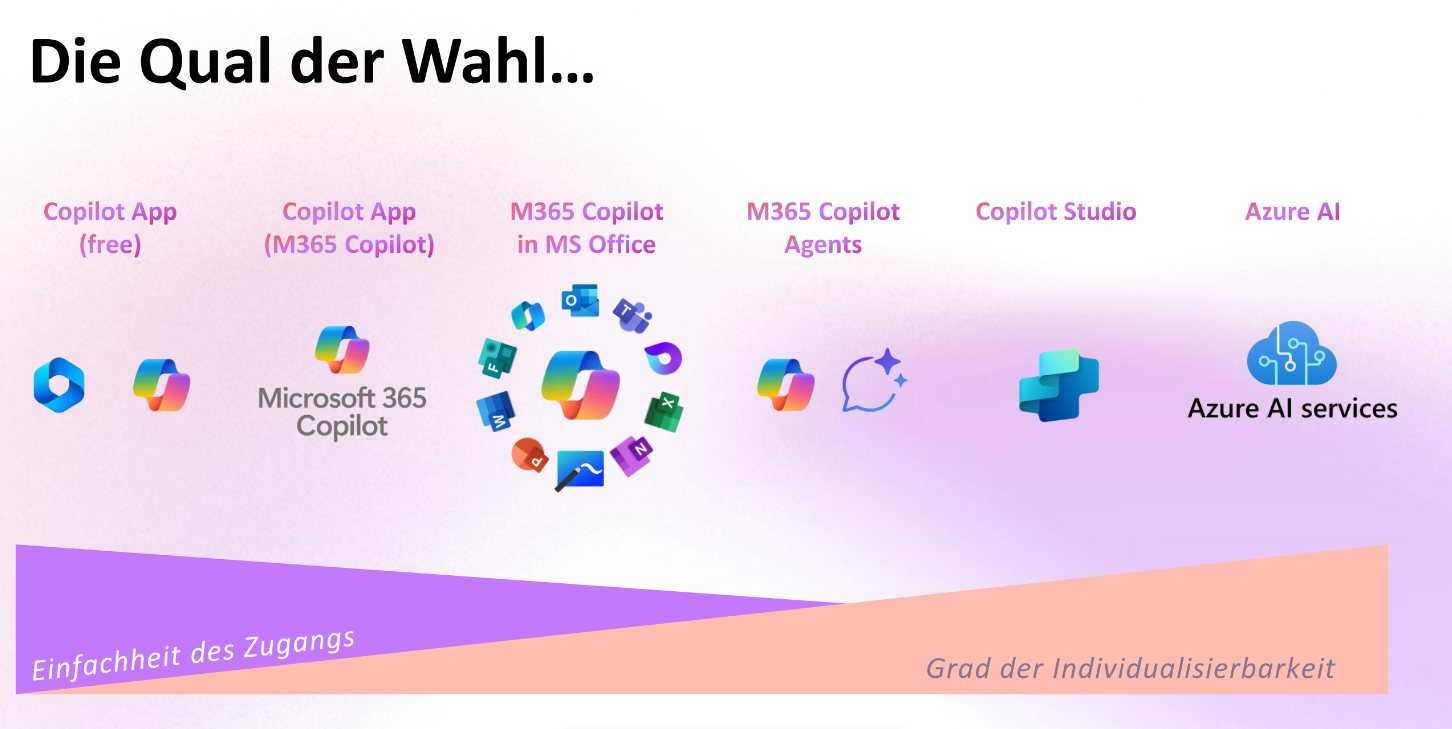 Die Qual der Wahl...
Copilot App
(free)
Copilot App
(M365 Copilot)
M365 Copilot
in MS Office
M365 Copilot
Agents
Copilot Studio
Azure AI
Microsoft 365
Copilot
O
T
F
X
W
N
P
Azure AI services
Einfachheit des Zugangs
Grad der Individualisierbarkeit